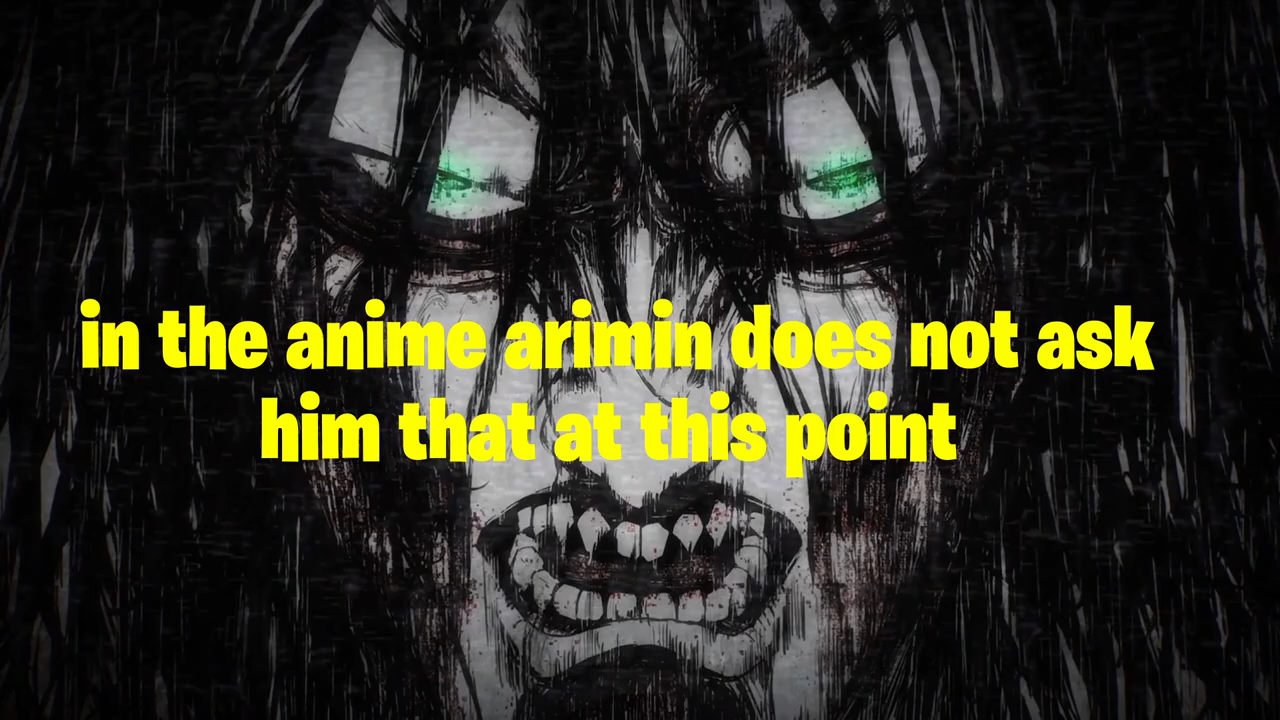 in the anime arimin does not ask
him that at this point